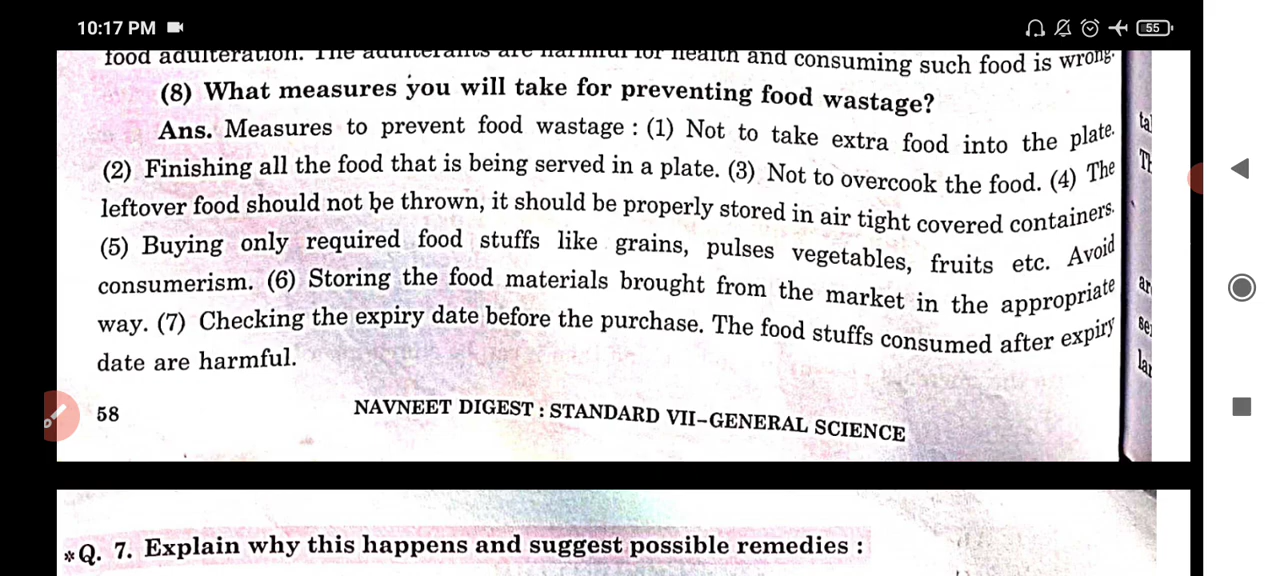 10:17 PM
55
food adulteration. The adulterants are harmful for health and consuming such food is wrong.
(8) What measures you will take for preventing food wastage?
Ans. Measures to prevent food wastage : (1) Not to take extra food into the plate.
(2) Finishing all the food that is being served in a plate. (3) Not to overcook the food. (4) The
leftover food should not be thrown, it should be properly stored in air tight covered containers.
(5) Buying only required food stuffs like grains, pulses vegetables, fruits etc. Avoid
consumerism. (6) Storing the food materials brought from the market in the appropriate
way. (7) Checking the expiry date before the purchase. The food stuffs consumed after expiry
date are harmful.
58
NAVNEET DIGEST : STANDARD VII–GENERAL SCIENCE
*Q. 7. Explain why this happens and suggest possible remedies :